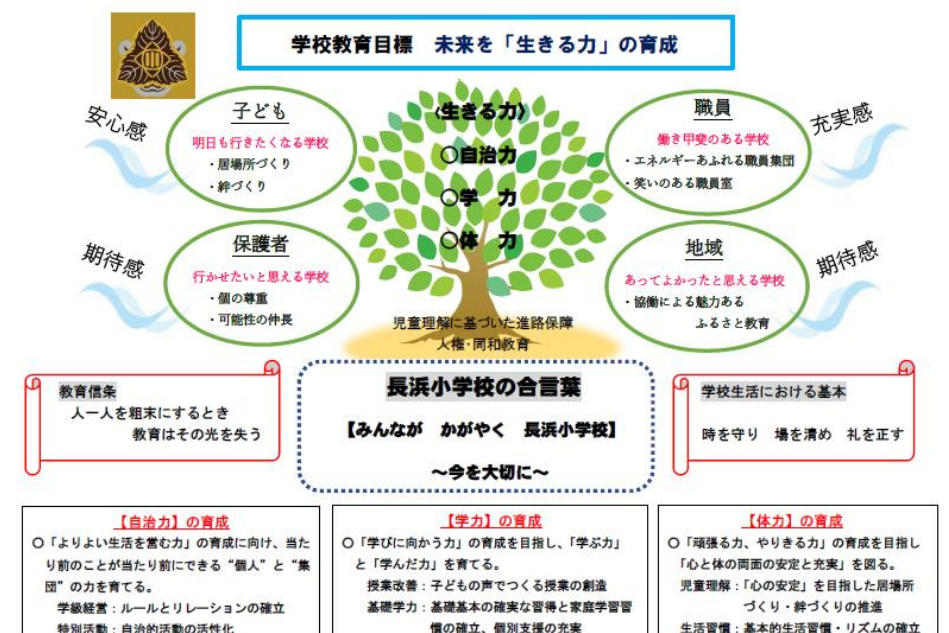 学校教育目標　未来を「生きる力」の育成
安心感
子ども
明日も行きたくなる学校
・居場所づくり
・絆づくり
〈生きる力〉
〇自治力
〇学　力
〇体　力
職員
働き甲斐のある学校
・エネルギーあふれる職員集団
・笑いのある職員室
充実感
期待感
保護者
行かせたいと思える学校
・個の尊重
・可能性の伸長
地域
あってよかったと思える学校
・協働による魅力ある
ふるさと教育
期待感
児童理解に基づいた進路保障
人権・同和教育
教育信条
人一人を粗末にするとき
教育はその光を失う
長浜小学校の合言葉
【みんなが　かがやく　長浜小学校】
～今を大切に～
学校生活における基本
時を守り　場を清め　礼を正す
【自治力】の育成
〇「よりよい生活を営む力」の育成に向け、当た
り前のことが当たり前にできる“個人”と“集
団”の力を育てる。
学級経営：ルールとリレーションの確立
特別活動：自治的活動の活性化
【学力】の育成
〇「学びに向かう力」の育成を目指し、「学ぶ力」
と「学んだ力」を育てる。
授業改善：子どもの声でつくる授業の創造
基礎学力：基礎基本の確実な習得と家庭学習習
慣の確立、個別支援の充実
【体力】の育成
〇「頑張る力、やりきる力」の育成を目指し
「心と体の両面の安定と充実」を図る。
児童理解：「心の安定」を目指した居場所
づくり・絆づくりの推進
生活習慣：基本的生活習慣・リズムの確立